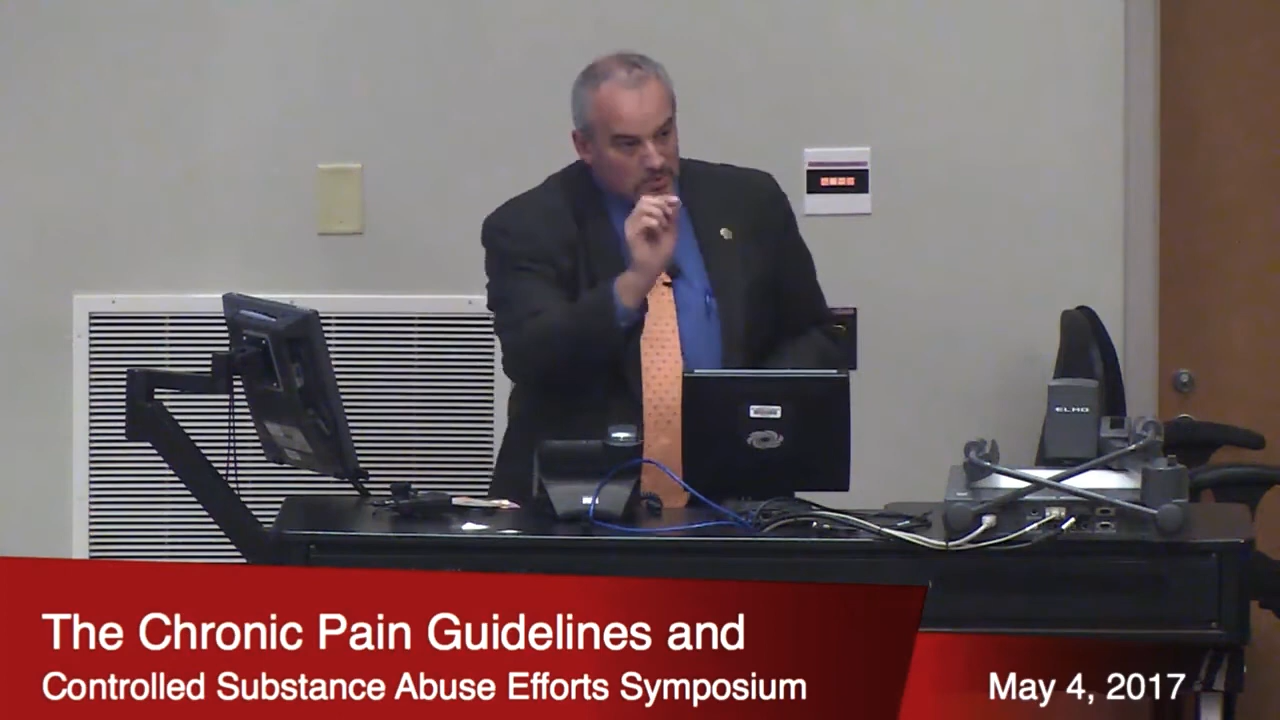 ELMO
The Chronic Pain Guidelines and
Controlled Substance Abuse Efforts Symposium
May 4, 2017